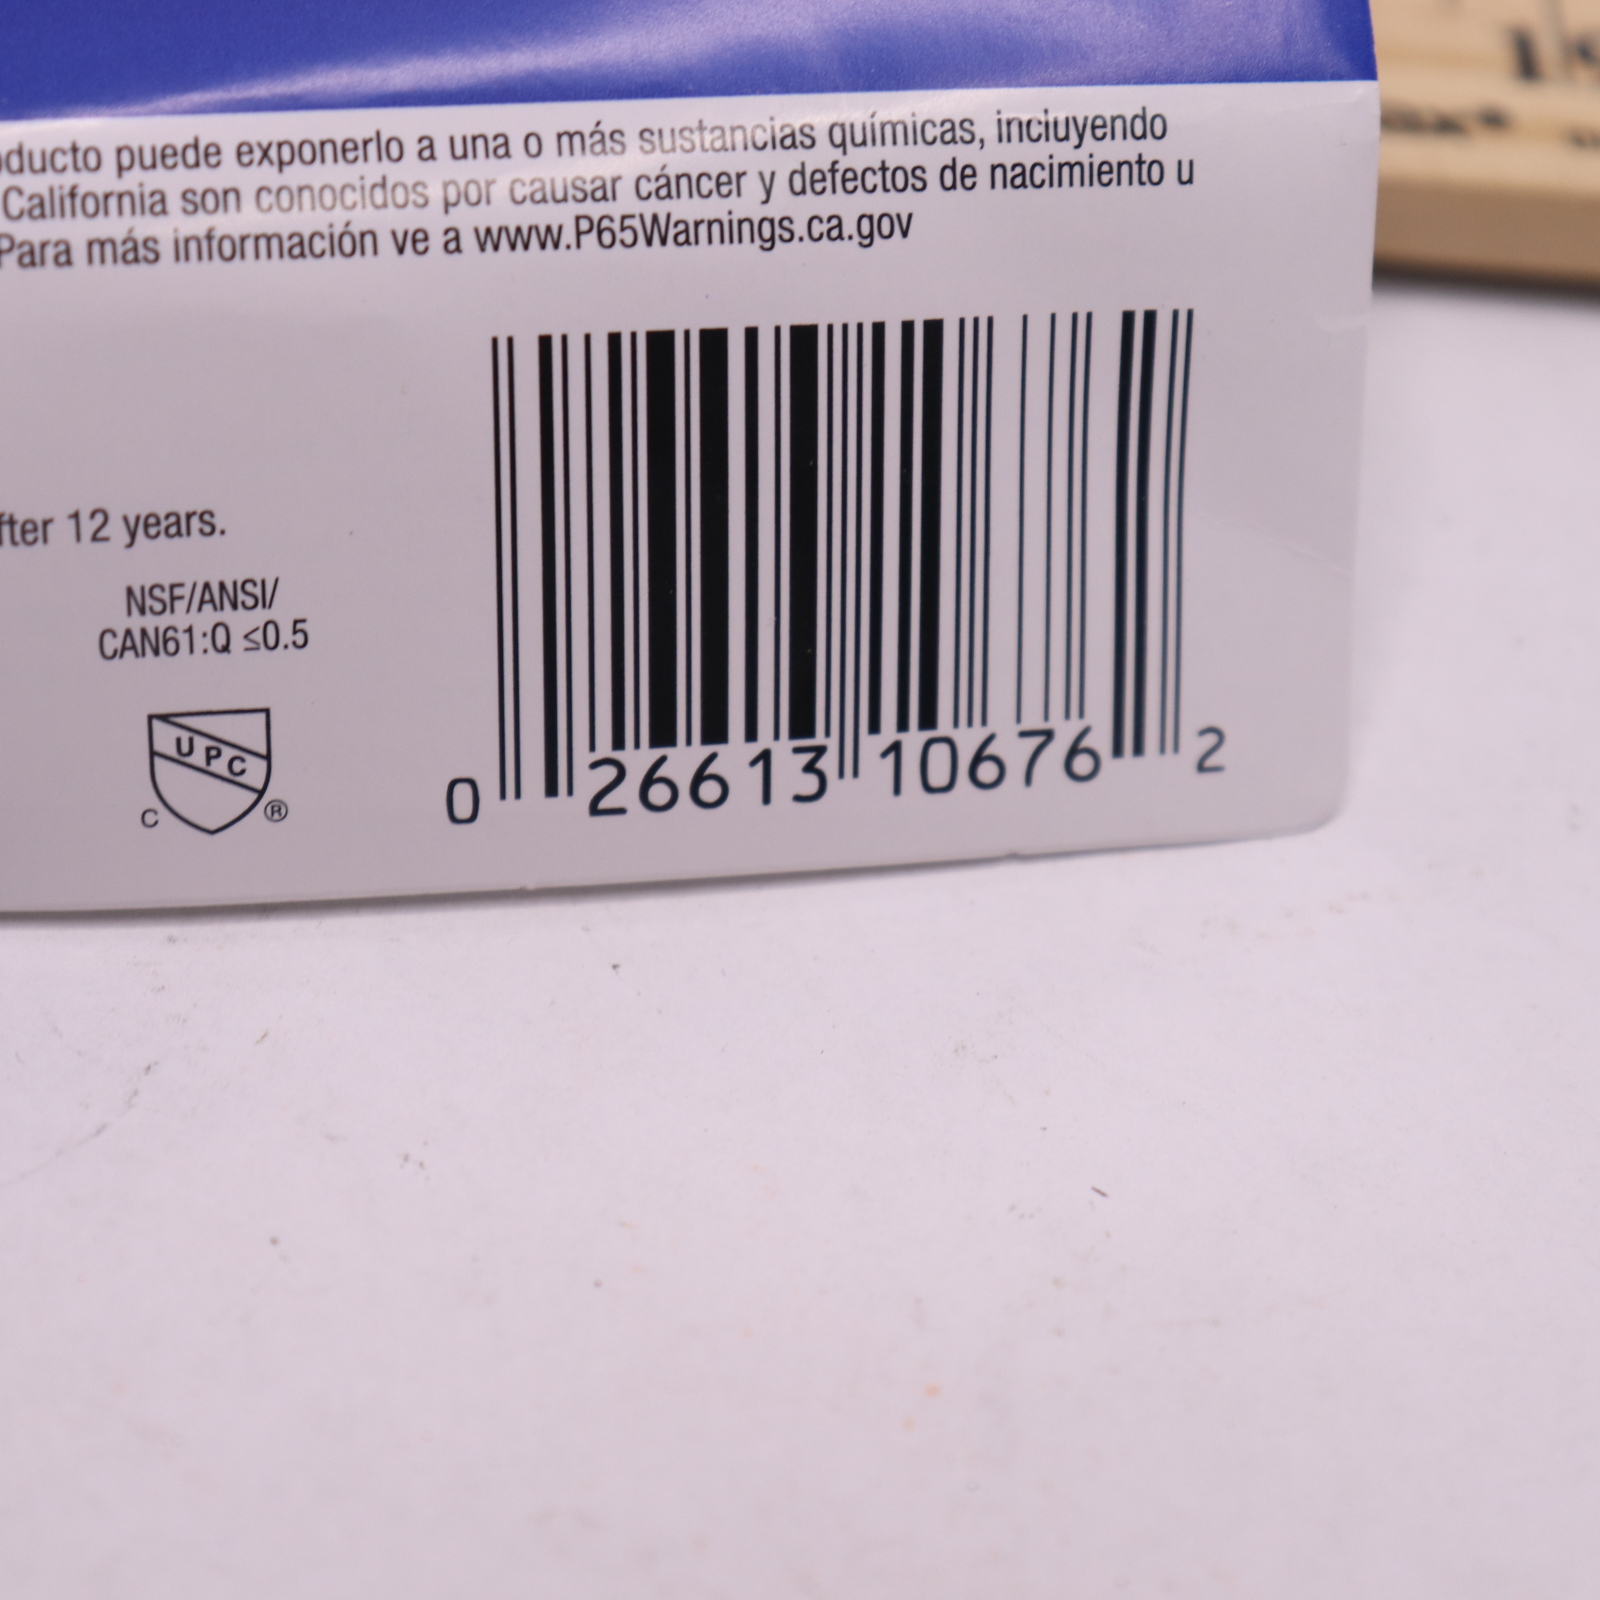 oducto puede exponerlo a una o más sustancias químicas, inciuyendo
California son conocidos por causar cáncer y defectos de nacimiento u
Para más información ve a www.P65Warnings.ca.gov
fter 12 years.
NSF/ANSI/
CAN61:Q ≤0.5
UPC
C ®
0 26613 10676 2